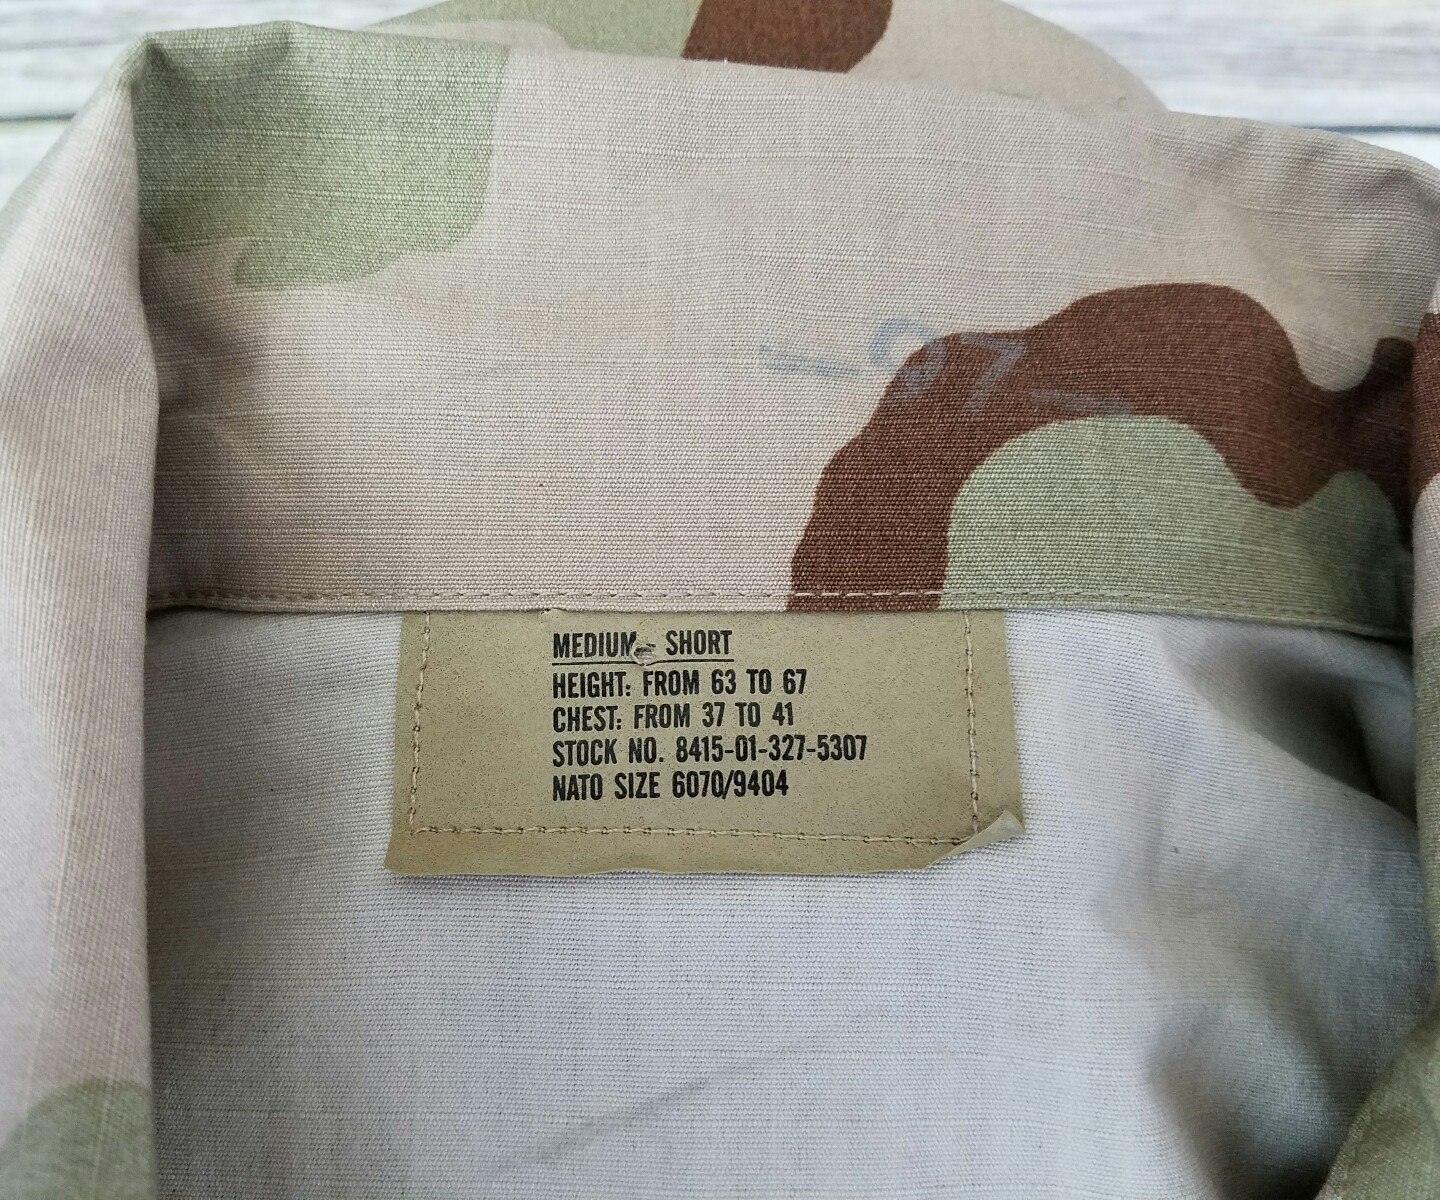 -97-
MEDIUM- SHORT
HEIGHT: FROM 63 TO 67
CHEST: FROM 37 TO 41
STOCK NO. 8415-01-327-5307
NATO SIZE 6070/9404